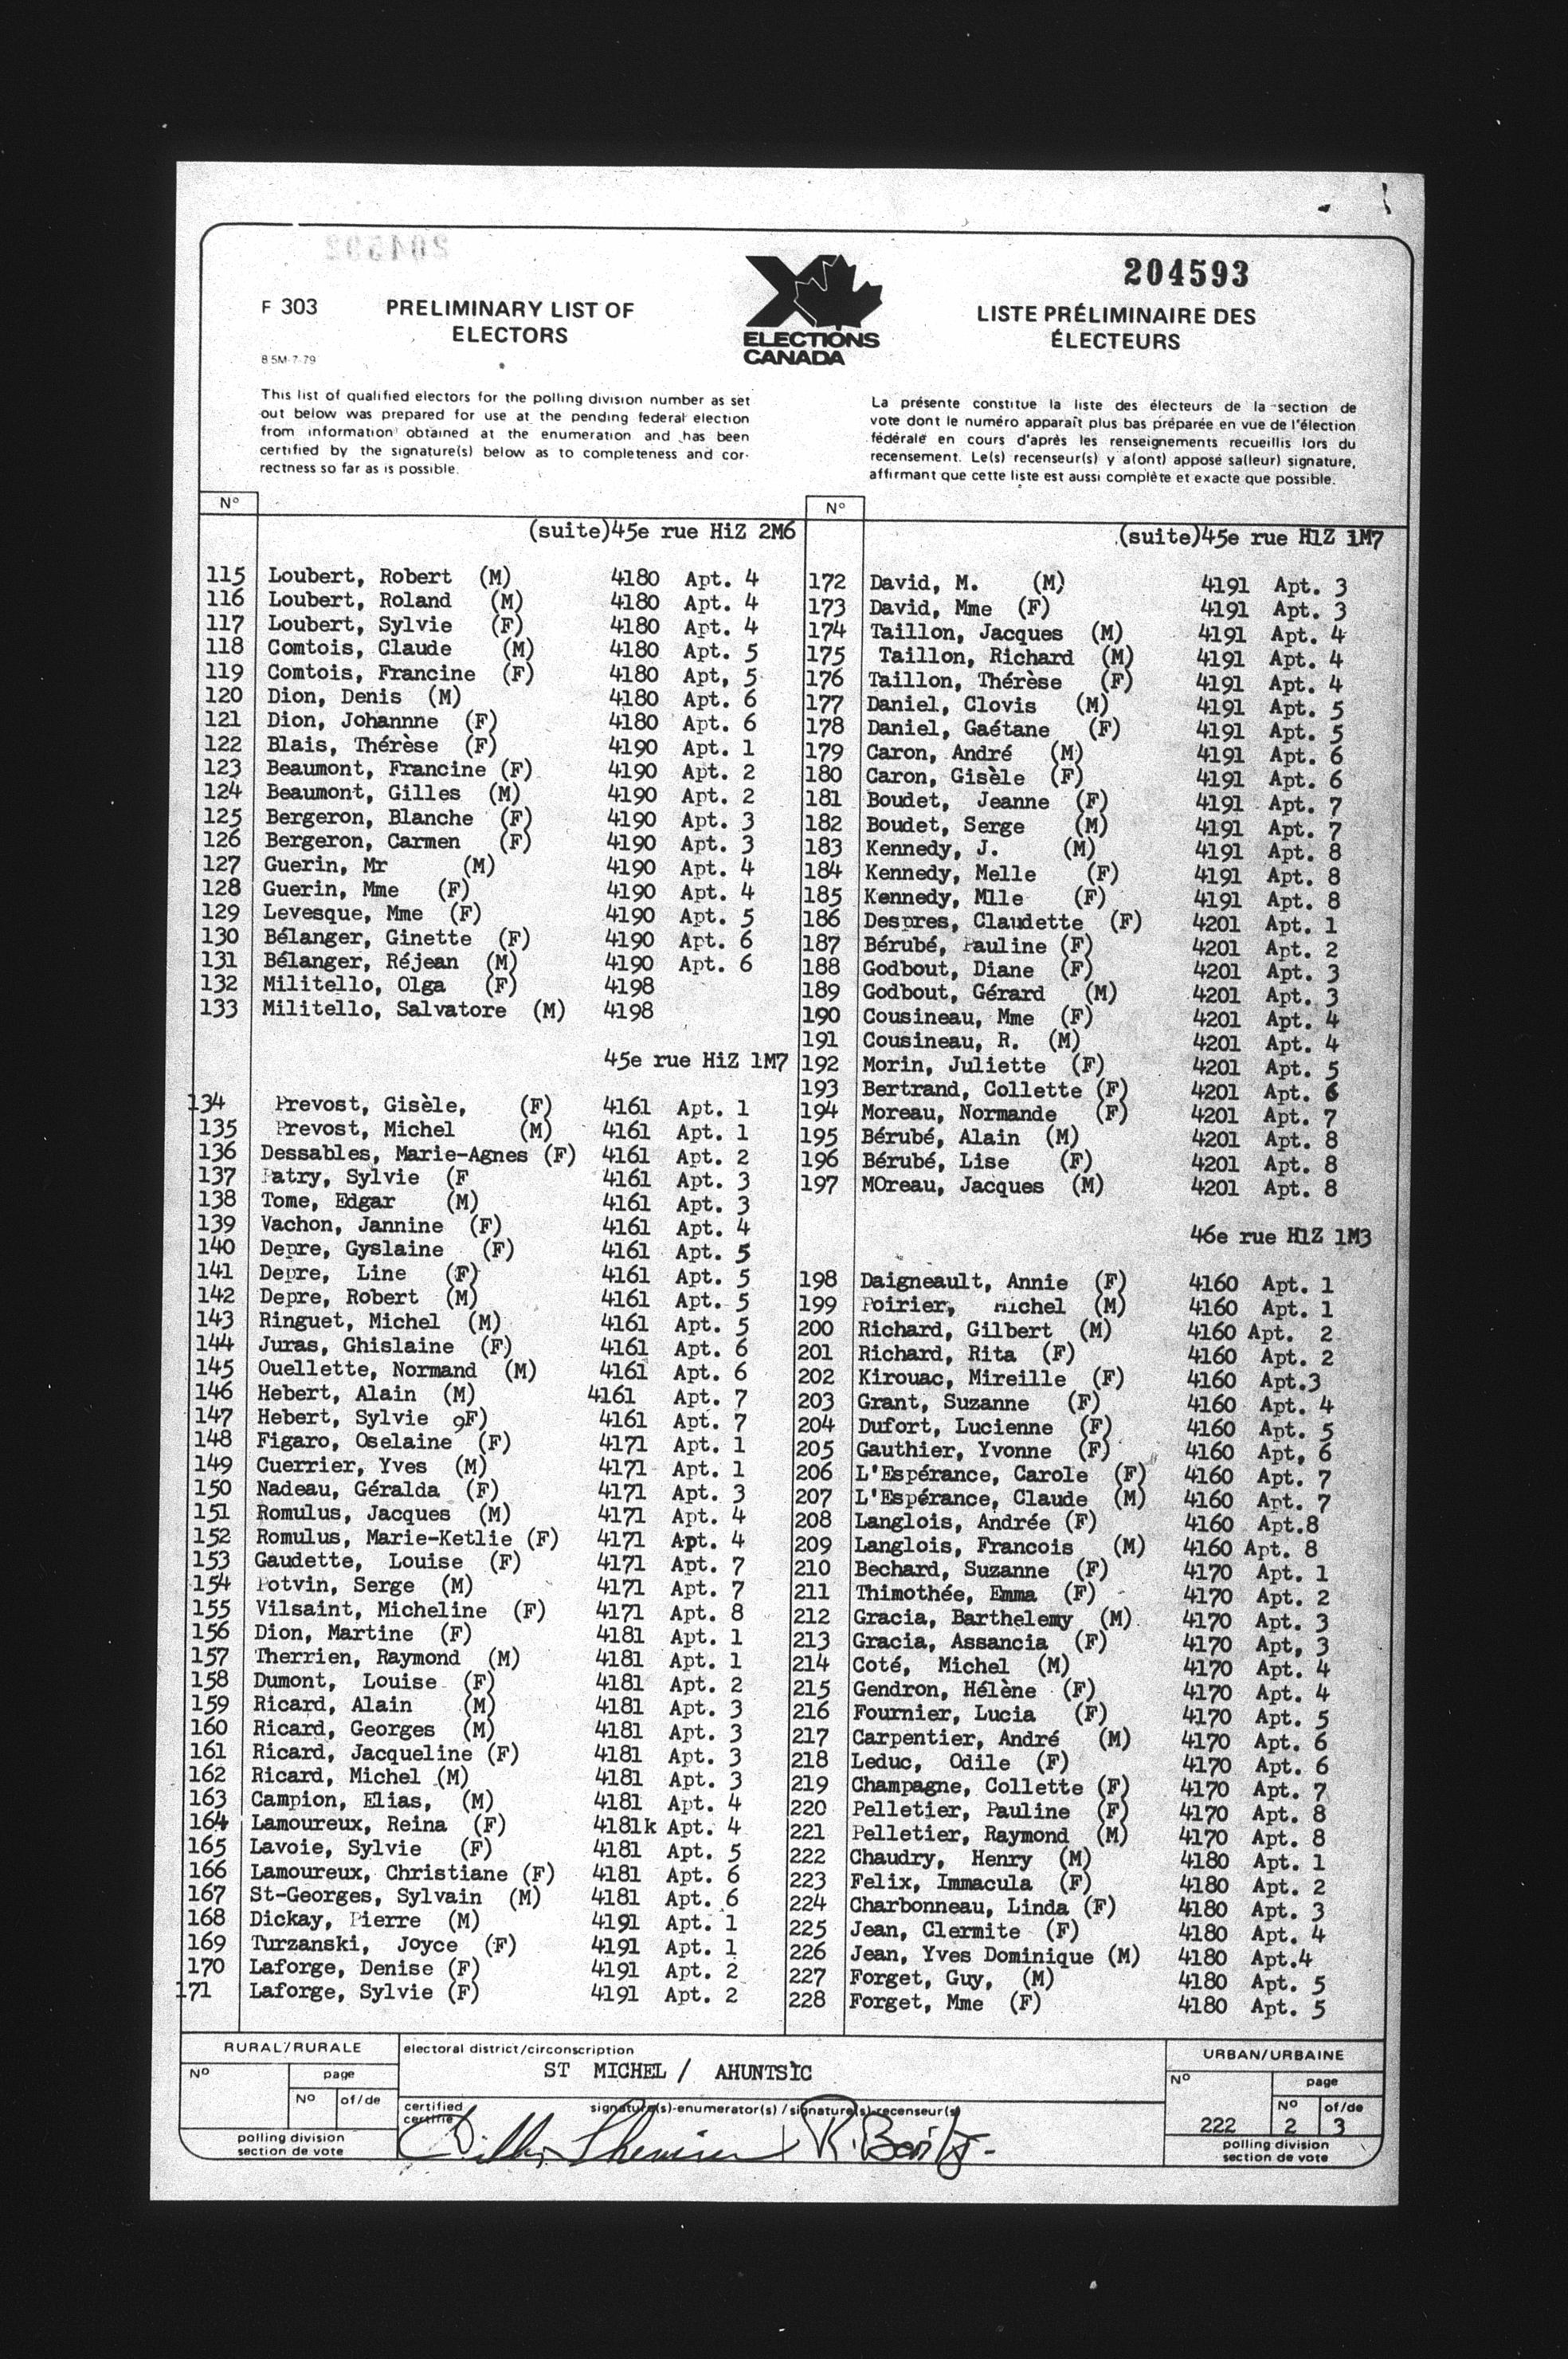 204593
F 303
PRELIMINARY LIST OF
ELECTORS
8 5M-7-79
ELECTIONS
CANADA
LISTE PRÉLIMINAIRE DES
ÉLECTEURS
This list of qualified electors for the polling division number as set
out below was prepared for use at the pending federal election
from information obtained at the enumeration and has been
certified by the signature(s) below as to completeness and cor-
rectness so far as is possible.
La présente constitue la liste des électeurs de la section de
vote dont le numéro apparaît plus bas préparée en vue de l'élection
fédérale en cours d'après les renseignements recueillis lors du
recensement. Le(s) recenseur(s) y a(ont) apposé sa(leur) signature,
affirmant que cette liste est aussi complète et exacte que possible.
Nº
(suite)45e rue HiZ 2M6
115 Loubert, Robert (M) 4180 Apt. 4
116 Loubert, Roland (M) 4180 Apt. 4
117 Loubert, Sylvie (F) 4180 Apt. 4
118 Comtois, Claude (M) 4180 Apt. 5
119 Comtois, Francine (F) 4180 Apt, 5
120 Dion, Denis (M) 4180 Apt. 6
121 Dion, Johannne (F) 4180 Apt. 6
122 Blais, Thérèse (F) 4190 Apt. 1
123 Beaumont, Francine (F) 4190 Apt. 2
124 Beaumont, Gilles (M) 4190 Apt. 2
125 Bergeron, Blanche (F) 4190 Apt. 3
126 Bergeron, Carmen (F) 4190 Apt. 3
127 Guerin, Mr (M) 4190 Apt. 4
128 Guerin, Mme (F) 4190 Apt. 4
129 Levesque, Mme (F) 4190 Apt. 5
130 Bélanger, Ginette (F) 4190 Apt. 6
131 Bélanger, Réjean (M) 4190 Apt. 6
132 Militello, Olga (F) 4198
133 Militello, Salvatore (M) 4198
45e rue HiZ 1M7
134 Prevost, Gisèle, (F) 4161 Apt. 1
135 Prevost, Michel (M) 4161 Apt. 1
136 Dessables, Marie-Agnes (F) 4161 Apt. 2
137 Patry, Sylvie (F 4161 Apt. 3
138 Tome, Edgar (M) 4161 Apt. 3
139 Vachon, Jannine (F) 4161 Apt. 4
140 Depre, Gyslaine (F) 4161 Apt. 5
141 Depre, Line (F) 4161 Apt. 5
142 Depre, Robert (M) 4161 Apt. 5
143 Ringuet, Michel (M) 4161 Apt. 5
144 Juras, Ghislaine (F) 4161 Apt. 6
145 Ouellette, Normand (M) 4161 Apt. 6
146 Hebert, Alain (M) 4161 Apt. 7
147 Hebert, Sylvie 9F) 4161 Apt. 7
148 Figaro, Oselaine (F) 4171 Apt. 1
149 Cuerrier, Yves (M) 4171 Apt. 1
150 Nadeau, Géralda (F) 4171 Apt. 3
151 Romulus, Jacques (M) 4171 Apt. 4
152 Romulus, Marie-Ketlie (F) 4171 Apt. 4
153 Gaudette, Louise (F) 4171 Apt. 7
154 Potvin, Serge (M) 4171 Apt. 7
155 Vilsaint, Micheline (F) 4171 Apt. 8
156 Dion, Martine (F) 4181 Apt. 1
157 Therrien, Raymond (M) 4181 Apt. 1
158 Dumont, Louise (F) 4181 Apt. 2
159 Ricard, Alain (M) 4181 Apt. 3
160 Ricard, Georges (M) 4181 Apt. 3
161 Ricard, Jacqueline (F) 4181 Apt. 3
162 Ricard, Michel (M) 4181 Apt. 3
163 Campion, Elias, (M) 4181 Apt. 4
164 Lamoureux, Reina (F) 4181k Apt. 4
165 Lavoie, Sylvie (F) 4181 Apt. 5
166 Lamoureux, Christiane (F) 4181 Apt. 6
167 St-Georges, Sylvain (M) 4181 Apt. 6
168 Dickay, Pierre (M) 4191 Apt. 1
169 Turzanski, Joyce (F) 4191 Apt. 1
170 Laforge, Denise (F) 4191 Apt. 2
171 Laforge, Sylvie (F) 4191 Apt. 2
Nº
(suite)45e rue H1Z 1M7
172 David, M. (M) 4191 Apt. 3
173 David, Mme (F) 4191 Apt. 3
174 Taillon, Jacques (M) 4191 Apt. 4
175 Taillon, Richard (M) 4191 Apt. 4
176 Taillon, Thérèse (F) 4191 Apt. 4
177 Daniel, Clovis (M) 4191 Apt. 5
178 Daniel, Gaétane (F) 4191 Apt. 5
179 Caron, André (M) 4191 Apt. 6
180 Caron, Gisèle (F) 4191 Apt. 6
181 Boudet, Jeanne (F) 4191 Apt. 7
182 Boudet, Serge (M) 4191 Apt. 7
183 Kennedy, J. (M) 4191 Apt. 8
184 Kennedy, Melle (F) 4191 Apt. 8
185 Kennedy, Mlle (F) 4191 Apt. 8
186 Despres, Claudette (F) 4201 Apt. 1
187 Bérubé, Pauline (F) 4201 Apt. 2
188 Godbout, Diane (F) 4201 Apt. 3
189 Godbout, Gérard (M) 4201 Apt. 3
190 Cousineau, Mme (F) 4201 Apt. 4
191 Cousineau, R. (M) 4201 Apt. 4
192 Morin, Juliette (F) 4201 Apt. 5
193 Bertrand, Collette (F) 4201 Apt. 6
194 Moreau, Normande (F) 4201 Apt. 7
195 Bérubé, Alain (M) 4201 Apt. 8
196 Bérubé, Lise (F) 4201 Apt. 8
197 MOreau, Jacques (M) 4201 Apt. 8
46e rue H1Z 1M3
198 Daigneault, Annie (F) 4160 Apt. 1
199 Poirier, Michel (M) 4160 Apt. 1
200 Richard, Gilbert (M) 4160 Apt. 2
201 Richard, Rita (F) 4160 Apt. 2
202 Kirouac, Mireille (F) 4160 Apt.3
203 Grant, Suzanne (F) 4160 Apt. 4
204 Dufort, Lucienne (F) 4160 Apt. 5
205 Gauthier, Yvonne (F) 4160 Apt, 6
206 L'Espérance, Carole (F) 4160 Apt. 7
207 L'Espérance, Claude (M) 4160 Apt. 7
208 Langlois, Andrée (F) 4160 Apt.8
209 Langlois, Francois (M) 4160 Apt. 8
210 Bechard, Suzanne (F) 4170 Apt. 1
211 Thimothée, Emma (F) 4170 Apt. 2
212 Gracia, Barthelemy (M) 4170 Apt. 3
213 Gracia, Assancia (F) 4170 Apt, 3
214 Coté, Michel (M) 4170 Apt. 4
215 Gendron, Hélène (F) 4170 Apt. 4
216 Fournier, Lucia (F) 4170 Apt. 5
217 Carpentier, André (M) 4170 Apt. 6
218 Leduc, Odile (F) 4170 Apt. 6
219 Champagne, Collette (F) 4170 Apt. 7
220 Pelletier, Pauline (F) 4170 Apt. 8
221 Pelletier, Raymond (M) 4170 Apt. 8
222 Chaudry, Henry (M) 4180 Apt. 1
223 Felix, Immacula (F) 4180 Apt. 2
224 Charbonneau, Linda (F) 4180 Apt. 3
225 Jean, Clermite (F) 4180 Apt. 4
226 Jean, Yves Dominique (M) 4180 Apt.4
227 Forget, Guy, (M) 4180 Apt. 5
228 Forget, Mme (F) 4180 Apt. 5
RURAL/RURALE
Nº
page
Nº of/de
polling division
section de vote
electoral district/circonscription
ST MICHEL / AHUNTSIC
certified
certifié
signature(s)-enumerator(s) / signature(s)-recenseur(s)
URBAN/URBAINE
Nº
page
Nº of/de
222 2 3
polling division
section de vote